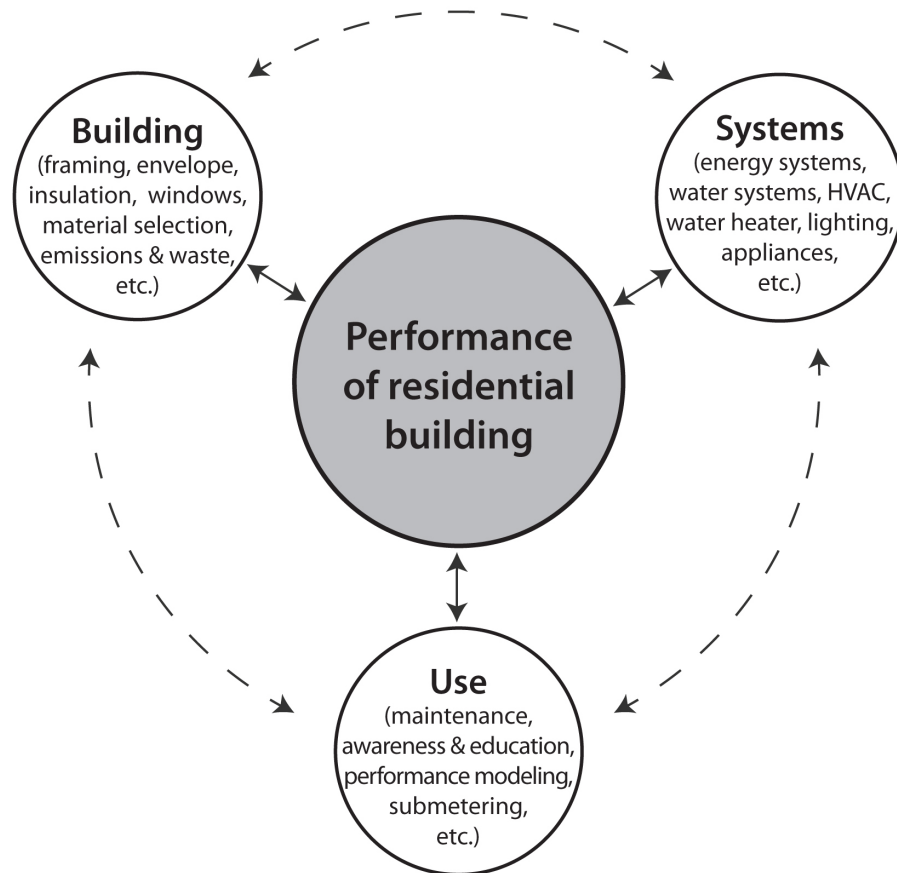 Building
(framing, envelope,
insulation, windows,
material selection,
emissions & waste,
etc.)
Systems
(energy systems,
water systems, HVAC,
water heater, lighting,
appliances,
etc.)
Performance
of residential
building
Use
(maintenance,
awareness & education,
performance modeling,
submetering,
etc.)